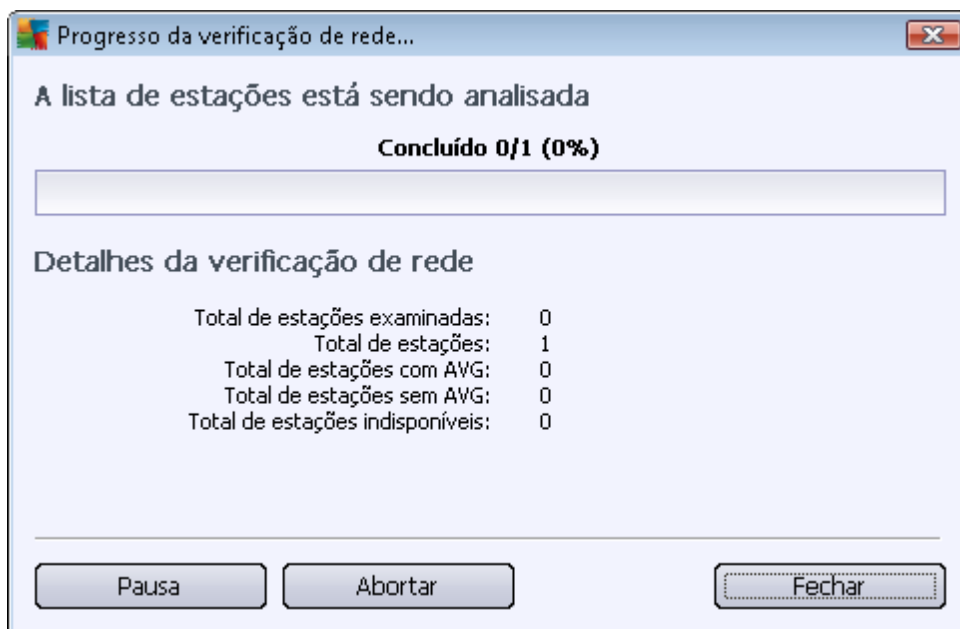 Progresso da verificação de rede...
A lista de estações está sendo analisada
Concluído 0/1 (0%)
Detalhes da verificação de rede
Total de estações examinadas: 0
Total de estações: 1
Total de estações com AVG: 0
Total de estações sem AVG: 0
Total de estações indisponíveis: 0
Pausa Abortar Fechar